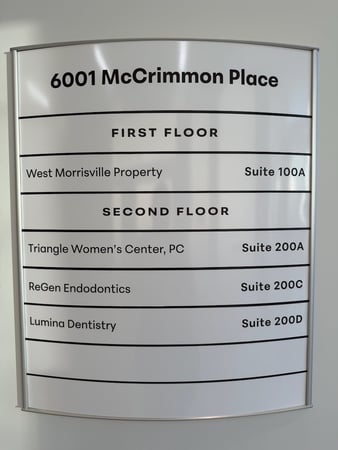 6001 McCrimmon Place
FIRST FLOOR
West Morrisville Property Suite 100A
SECOND FLOOR
Triangle Women's Center, PC Suite 200A
ReGen Endodontics Suite 200C
Lumina Dentistry Suite 200D